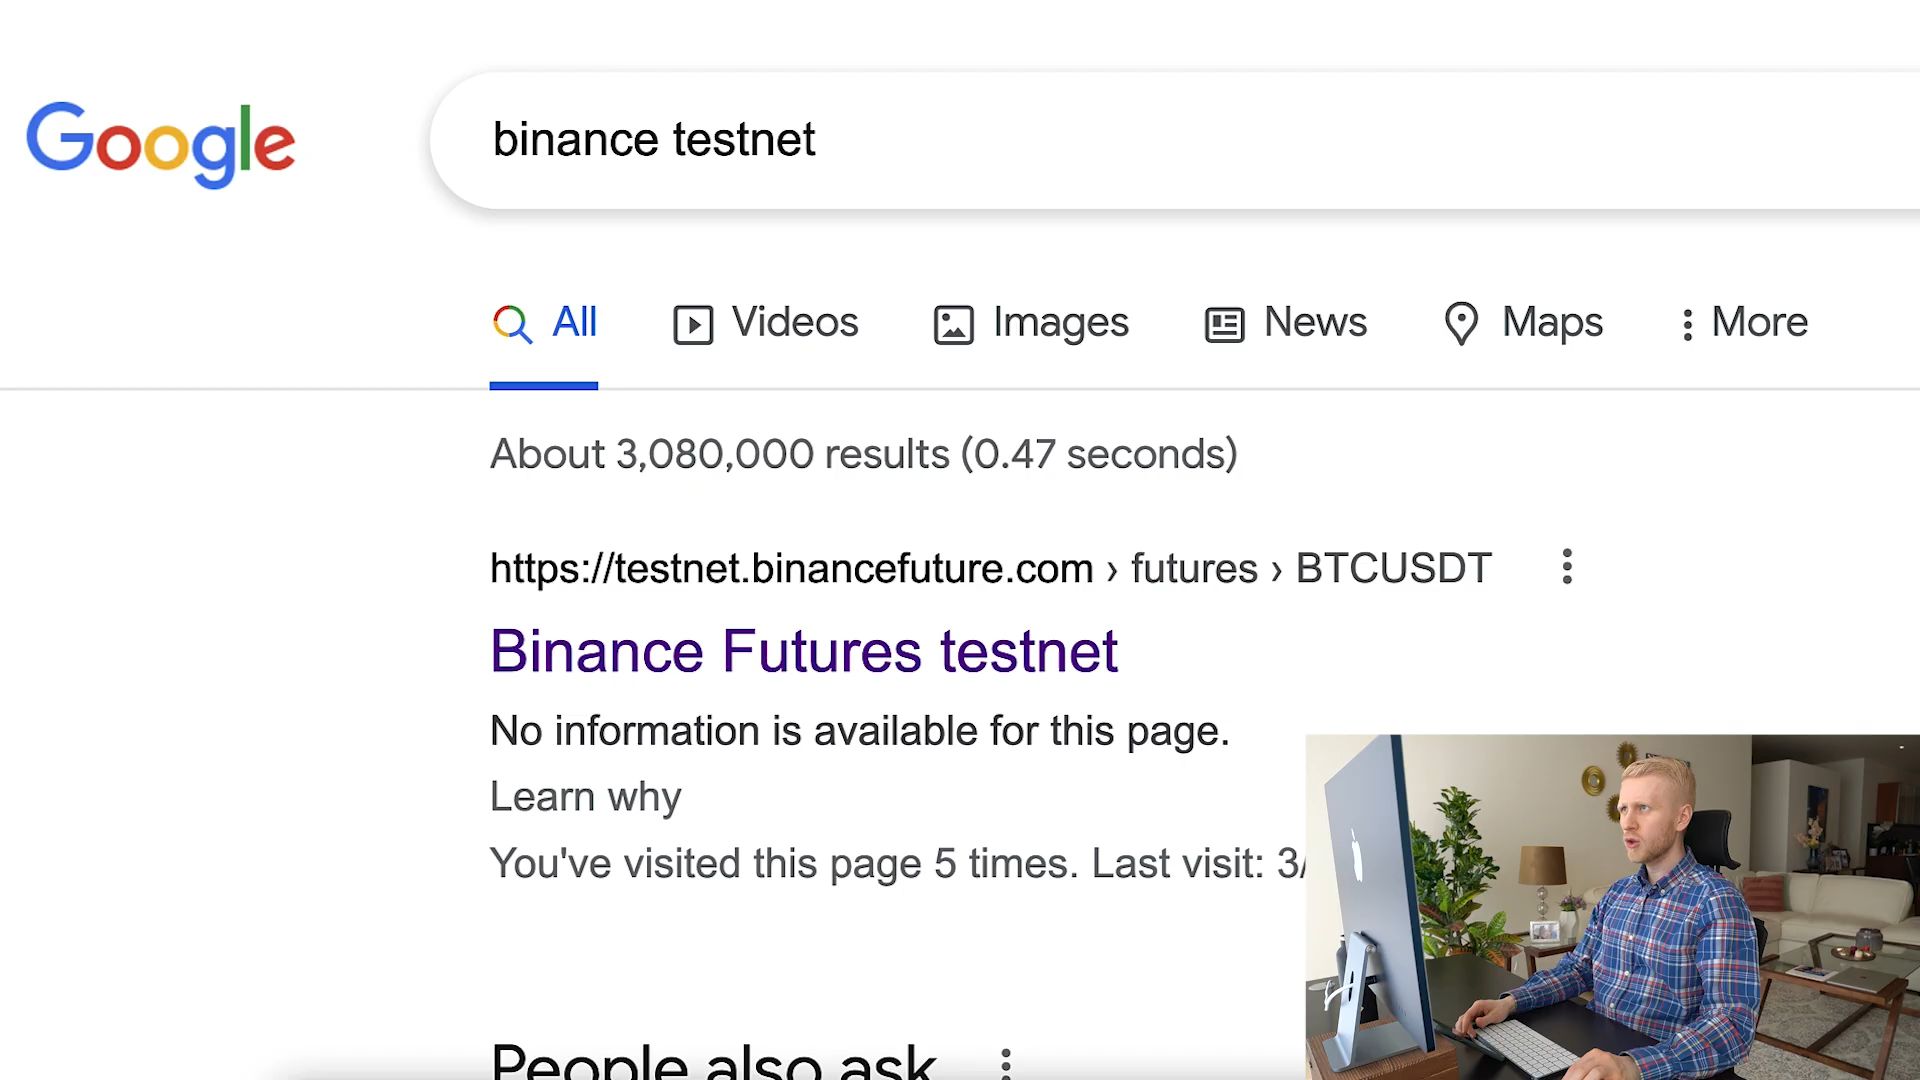 Google
binance testnet
All Videos Images News Maps More
About 3,080,000 results (0.47 seconds)
https://testnet.binancefuture.com › futures › BTCUSDT
Binance Futures testnet
No information is available for this page.
Learn why
You've visited this page 5 times. Last visit: 3/
People also ask